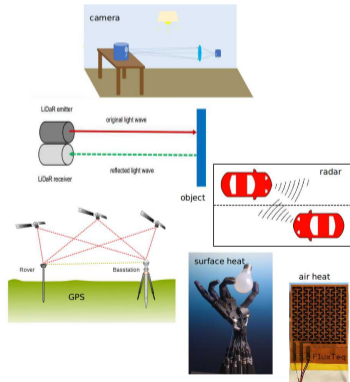 camera
LiDaR emitter
original light wave
reflected light wave
LiDaR receiver
object
radar
Rover
Basstation
GPS
surface heat
air heat
FluxTeq